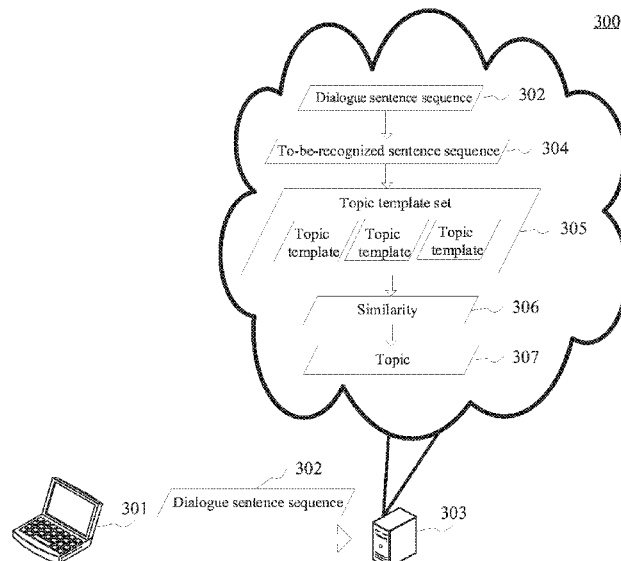 300
Dialogue sentence sequence
302
To-be-recognized sentence sequence
304
Topic template set
Topic template
Topic template
Topic template
305
Similarity
306
Topic
307
302
Dialogue sentence sequence
301
303